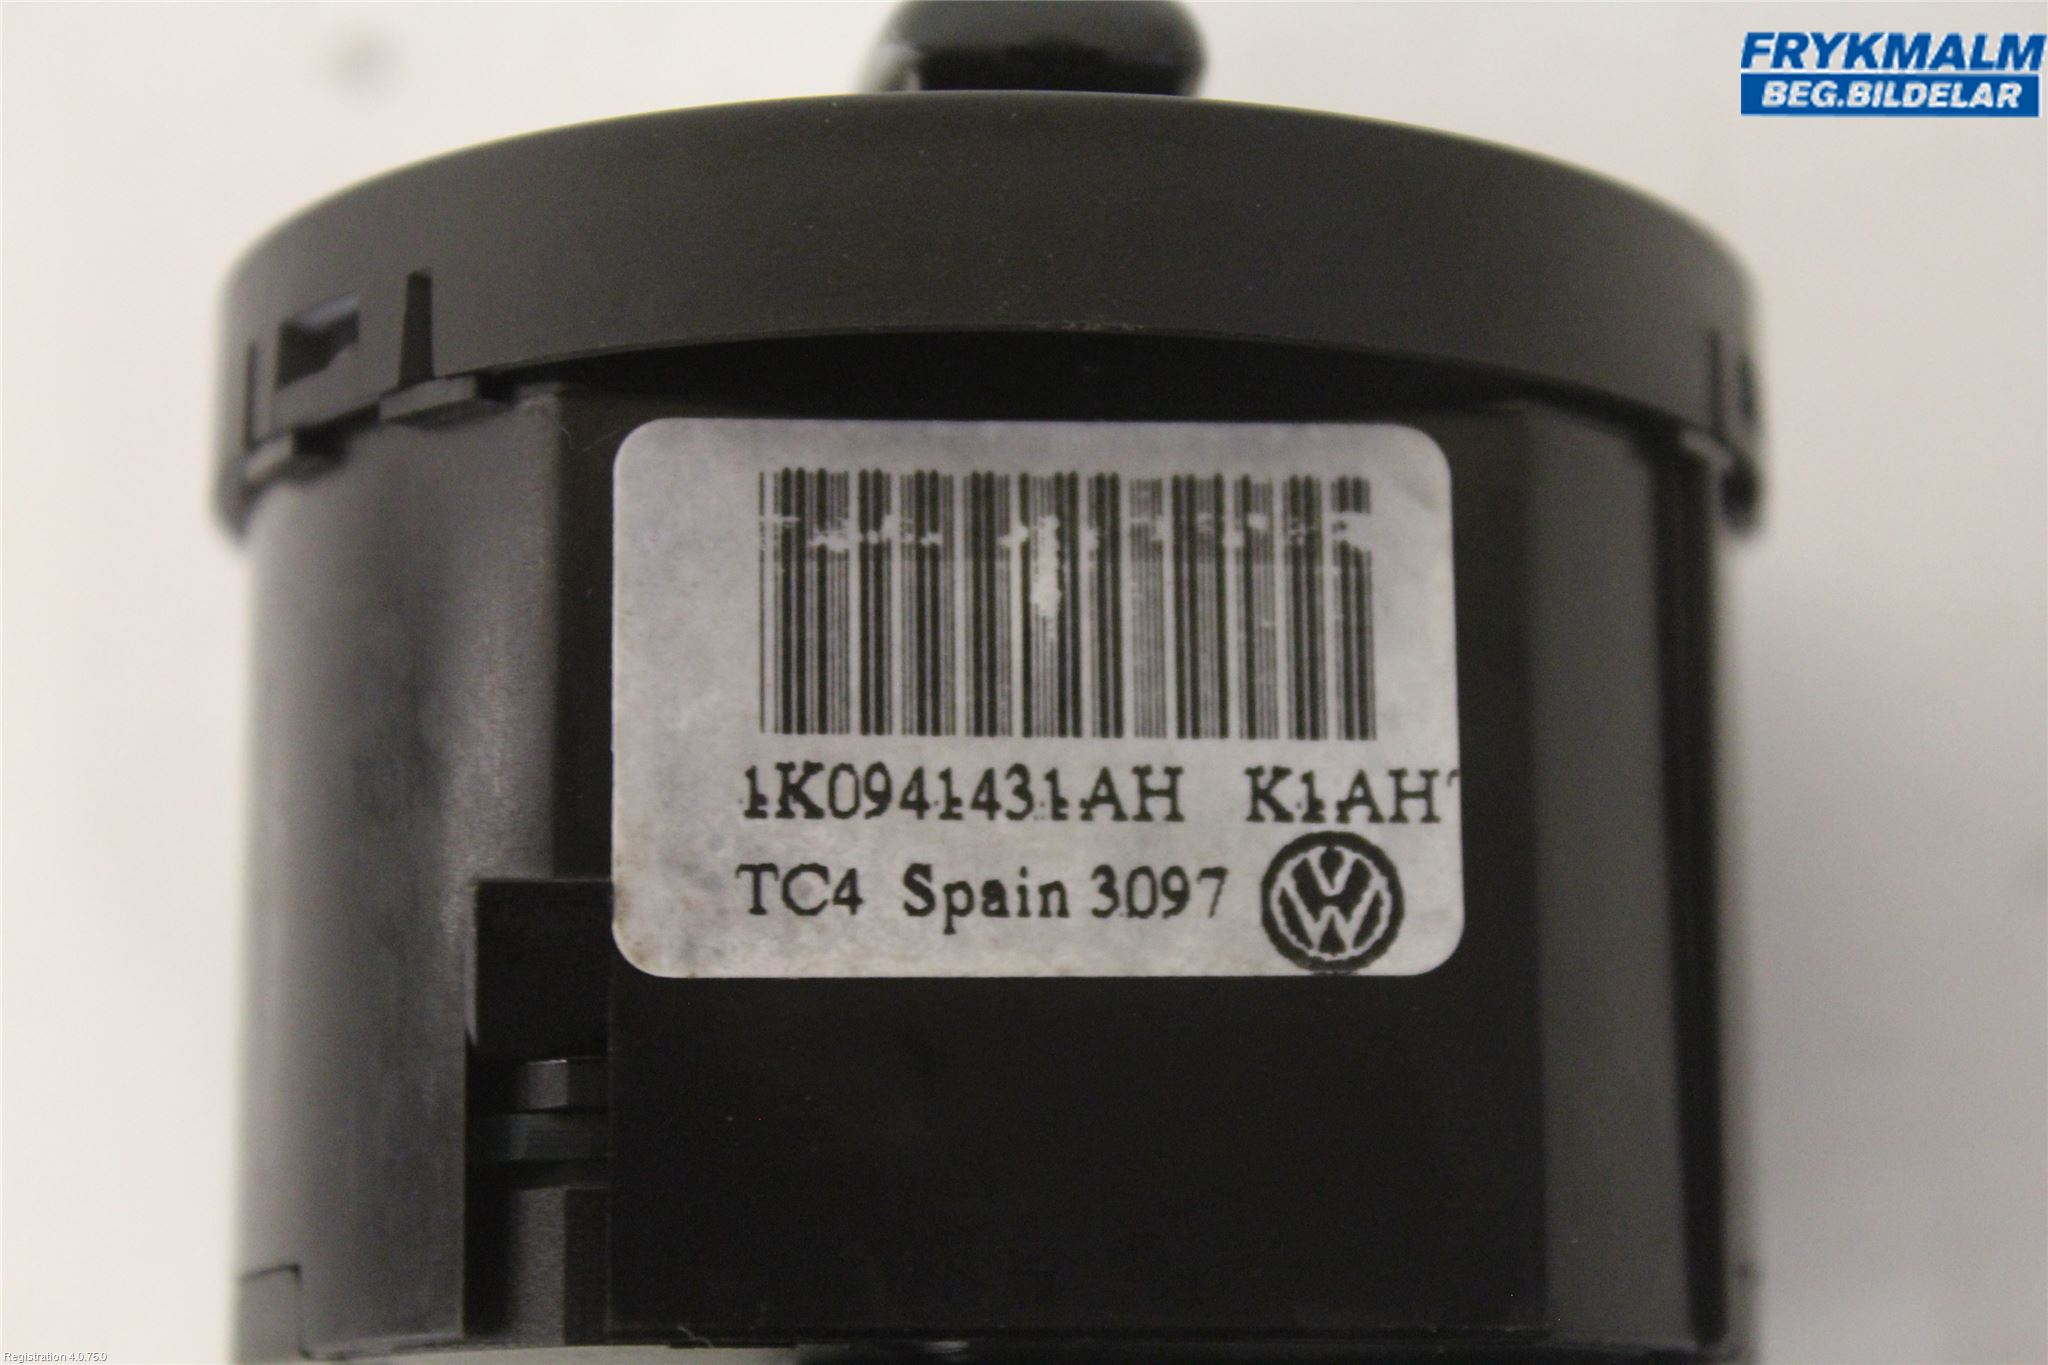 FRYKMALM
BEG.BILDELAR
1K0941431AH K1AH
TC4 Spain 3097
Registration 4.0.75.0